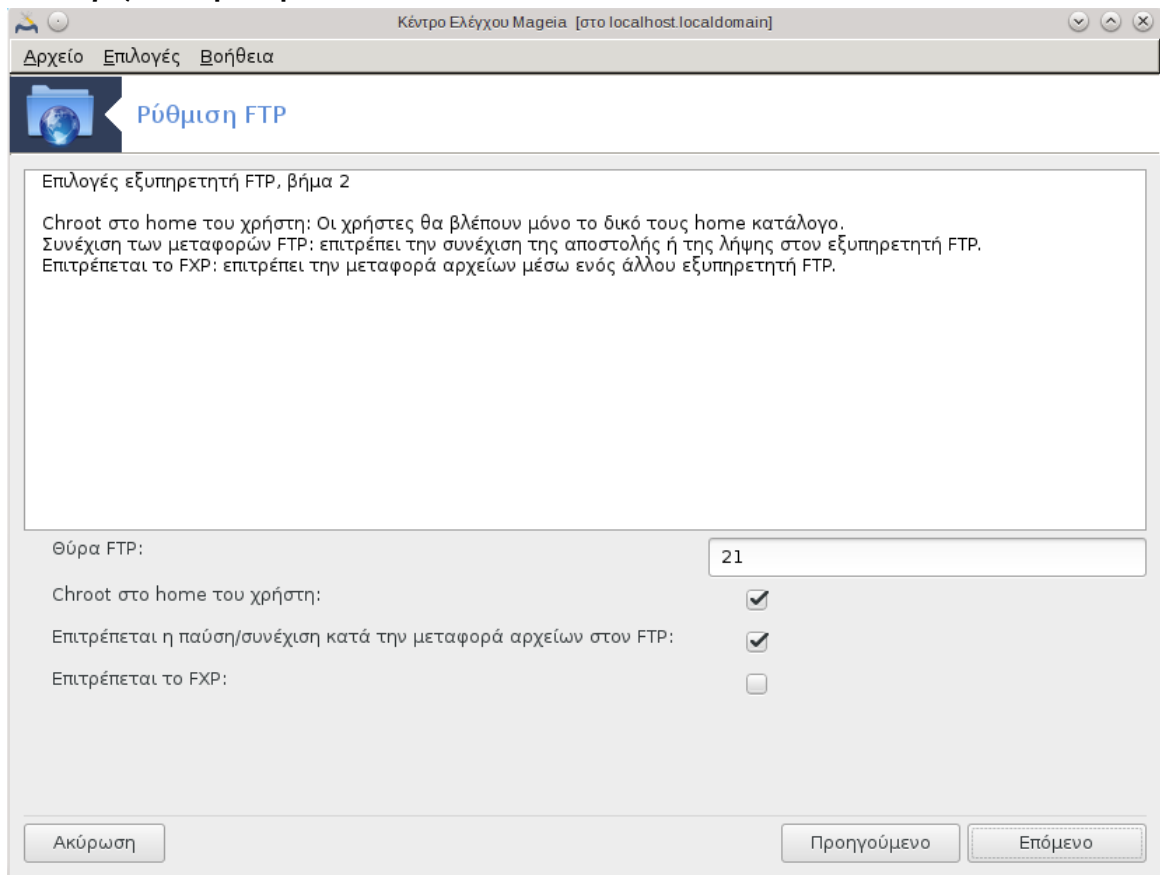 Κέντρο Ελέγχου Mageia [στο localhost.localdomain]
Αρχείο Επιλογές Βοήθεια
Ρύθμιση FTP
Επιλογές εξυπηρετητή FTP, βήμα 2
Chroot στο home του χρήστη: Οι χρήστες θα βλέπουν μόνο το δικό τους home κατάλογο.
Συνέχιση των μεταφορών FTP: επιτρέπει την συνέχιση της αποστολής ή της λήψης στον εξυπηρετητή FTP.
Επιτρέπεται το FXP: επιτρέπει την μεταφορά αρχείων μέσω ενός άλλου εξυπηρετητή FTP.
Θύρα FTP:
21
Chroot στο home του χρήστη:
Επιτρέπεται η παύση/συνέχιση κατά την μεταφορά αρχείων στον FTP:
Επιτρέπεται το FXP:
Ακύρωση Προηγούμενο Επόμενο